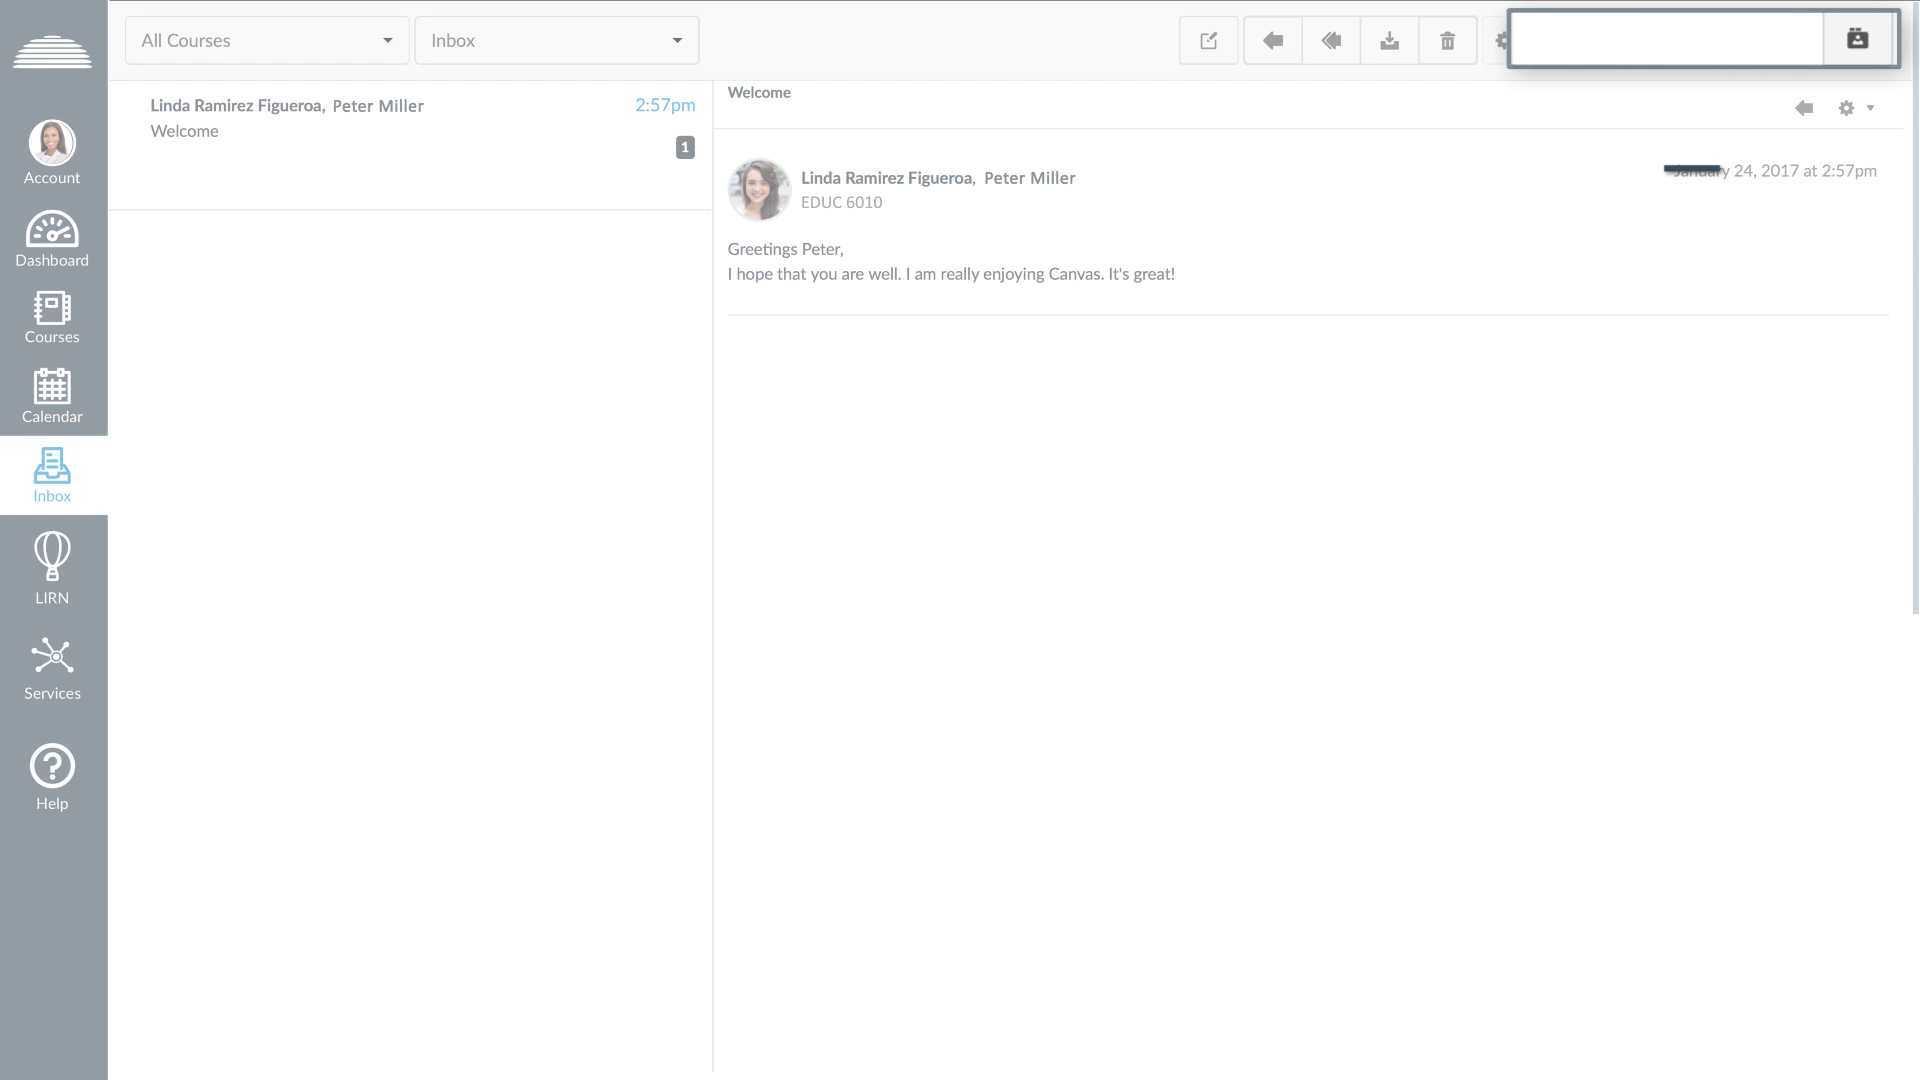 All Courses
Inbox
Account
Dashboard
Courses
Calendar
Inbox
LIRN
Services
Help
Linda Ramirez Figueroa, Peter Miller
2:57pm
Welcome
1
Welcome
Linda Ramirez Figueroa, Peter Miller
January 24, 2017 at 2:57pm
EDUC 6010
Greetings Peter,
I hope that you are well. I am really enjoying Canvas. It's great!